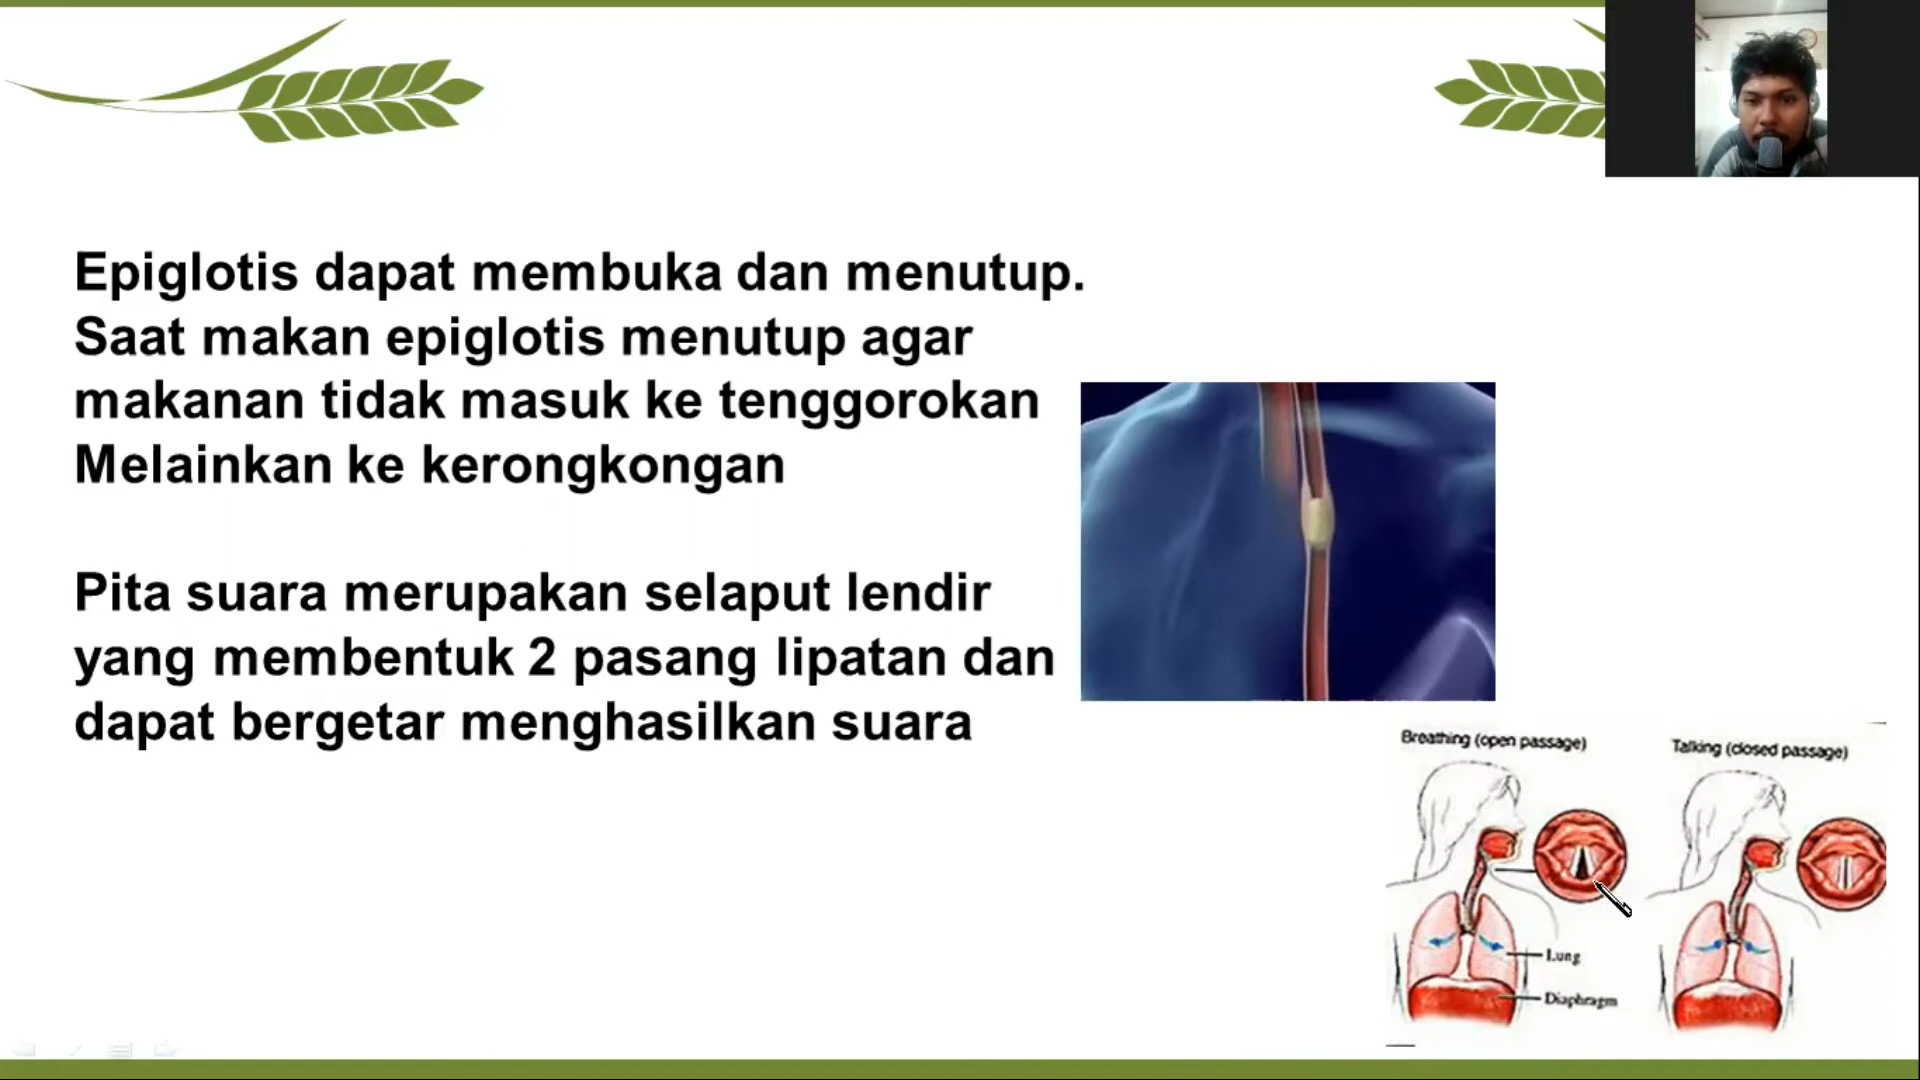 Epiglotis dapat membuka dan menutup.
Saat makan epiglotis menutup agar
makanan tidak masuk ke tenggorokan
Melainkan ke kerongkongan
Pita suara merupakan selaput lendir
yang membentuk 2 pasang lipatan dan
dapat bergetar menghasilkan suara
Breathing (open passage)
Talking (closed passage)
Lung
Diaphragm